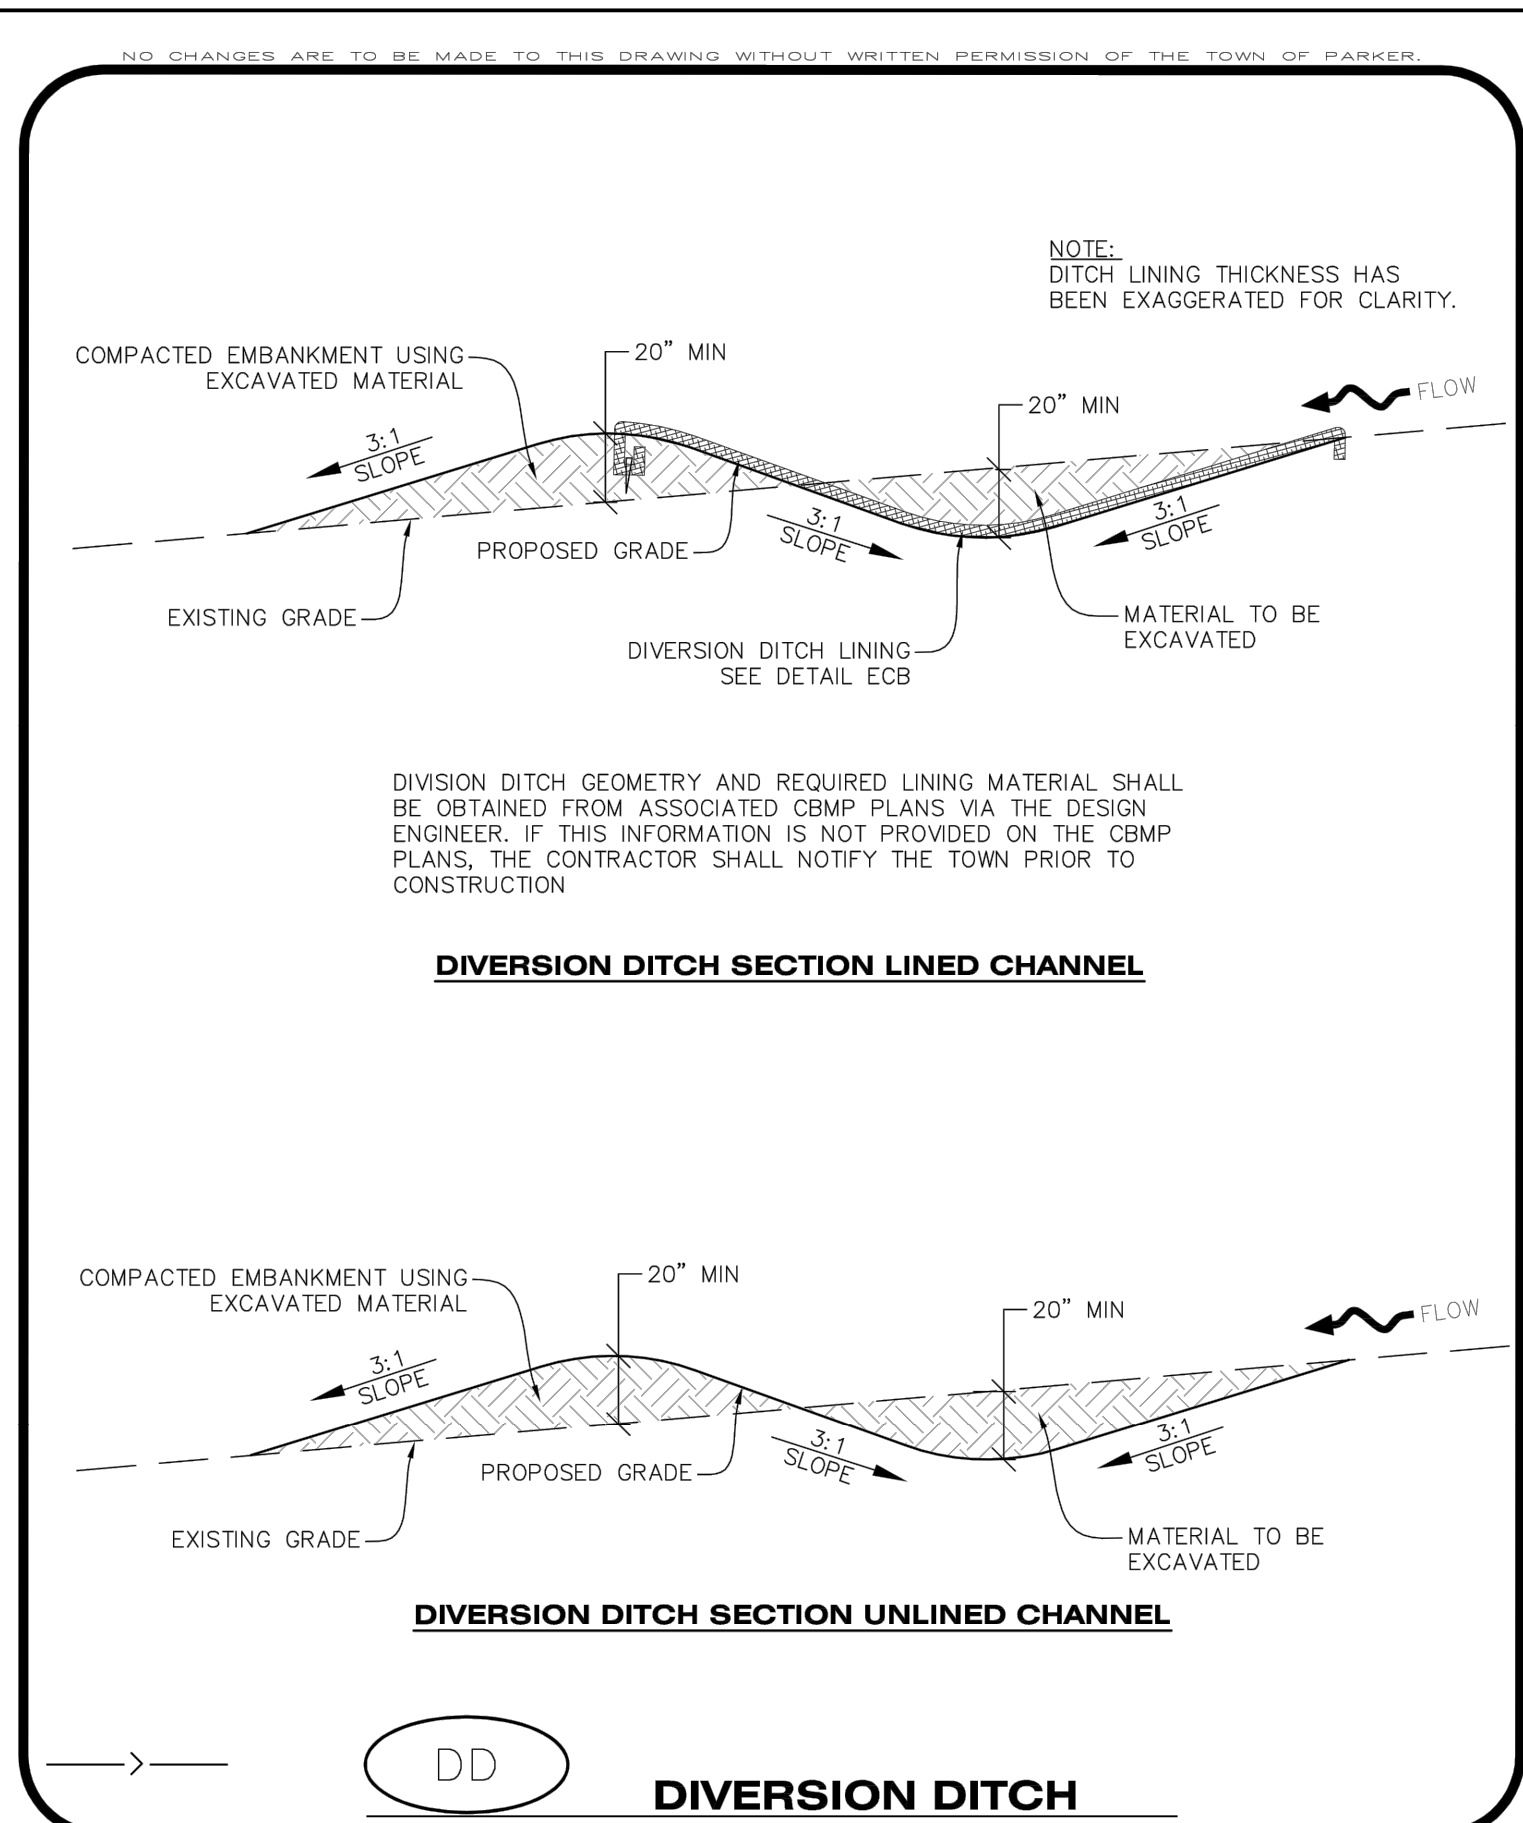 NO CHANGES ARE TO BE MADE TO THIS DRAWING WITHOUT WRITTEN PERMISSION OF THE TOWN OF PARKER.
NOTE:
DITCH LINING THICKNESS HAS
BEEN EXAGGERATED FOR CLARITY.
COMPACTED EMBANKMENT USING
EXCAVATED MATERIAL
20" MIN
20" MIN
FLOW
3:1
SLOPE
3:1
SLOPE
3:1
SLOPE
PROPOSED GRADE
EXISTING GRADE
MATERIAL TO BE
EXCAVATED
DIVERSION DITCH LINING
SEE DETAIL ECB
DIVISION DITCH GEOMETRY AND REQUIRED LINING MATERIAL SHALL
BE OBTAINED FROM ASSOCIATED CBMP PLANS VIA THE DESIGN
ENGINEER. IF THIS INFORMATION IS NOT PROVIDED ON THE CBMP
PLANS, THE CONTRACTOR SHALL NOTIFY THE TOWN PRIOR TO
CONSTRUCTION
DIVERSION DITCH SECTION LINED CHANNEL
COMPACTED EMBANKMENT USING
EXCAVATED MATERIAL
20" MIN
20" MIN
FLOW
3:1
SLOPE
3:1
SLOPE
3:1
SLOPE
PROPOSED GRADE
EXISTING GRADE
MATERIAL TO BE
EXCAVATED
DIVERSION DITCH SECTION UNLINED CHANNEL
DD
DIVERSION DITCH